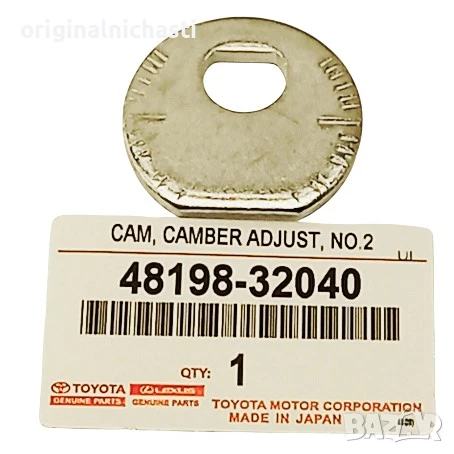 originalnichasti
CAM, CAMBER ADJUST, NO.2
48198-32040
QTY: 1
TOYOTA LEXUS
GENUINE PARTS GENUINE PARTS
TOYOTA MOTOR CORPORATION
MADE IN JAPAN
BAZAR